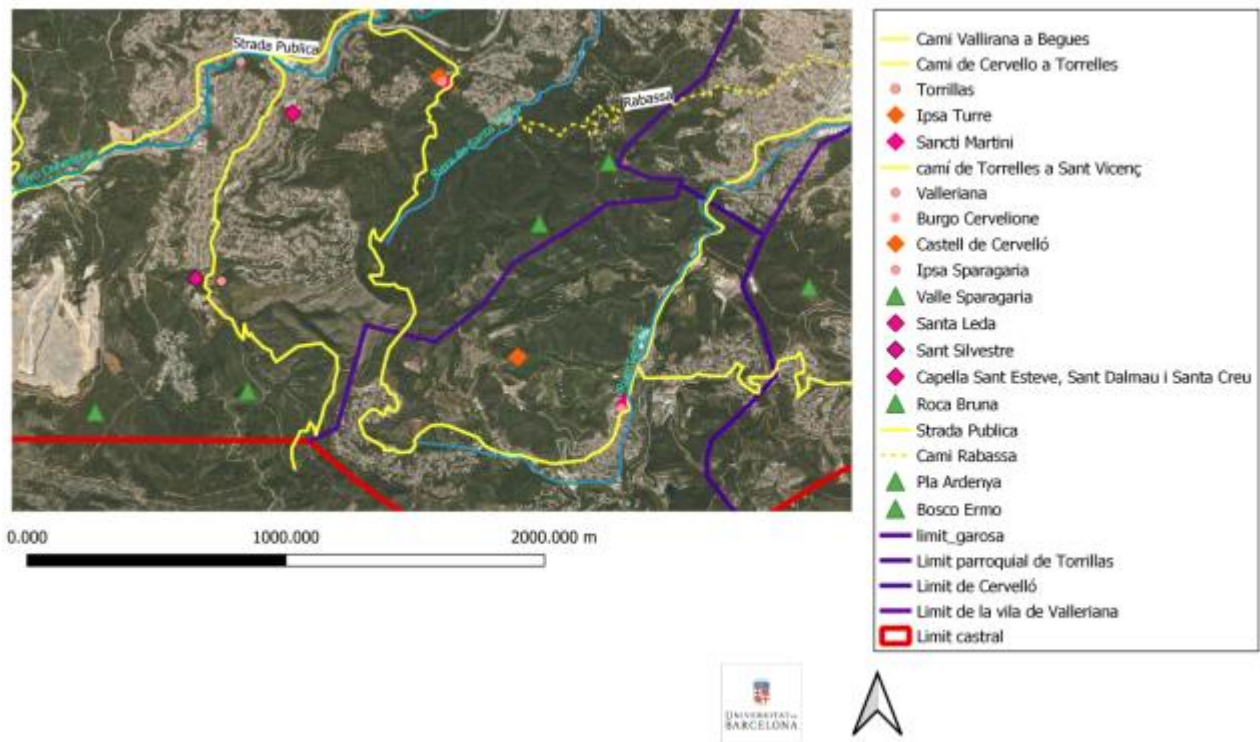 Strada Publica
Rabassa
Cami Vallirana a Begues
Cami de Cervello a Torrelles
Torrillas
Ipsa Turre
Sancti Martini
camí de Torrelles a Sant Vicenç
Valleriana
Burgo Cervelione
Castell de Cervelló
Ipsa Sparagaria
Valle Sparagaria
Santa Leda
Sant Silvestre
Capella Sant Esteve, Sant Dalmau i Santa Creu
Roca Bruna
Strada Publica
Cami Rabassa
Pla Ardenya
Bosco Ermo
limit_garosa
Limit parroquial de Torrillas
Limit de Cervelló
Limit de la vila de Valleriana
Limit castral
0.000 1000.000 2000.000 m
UNIVERSITAT DE
BARCELONA